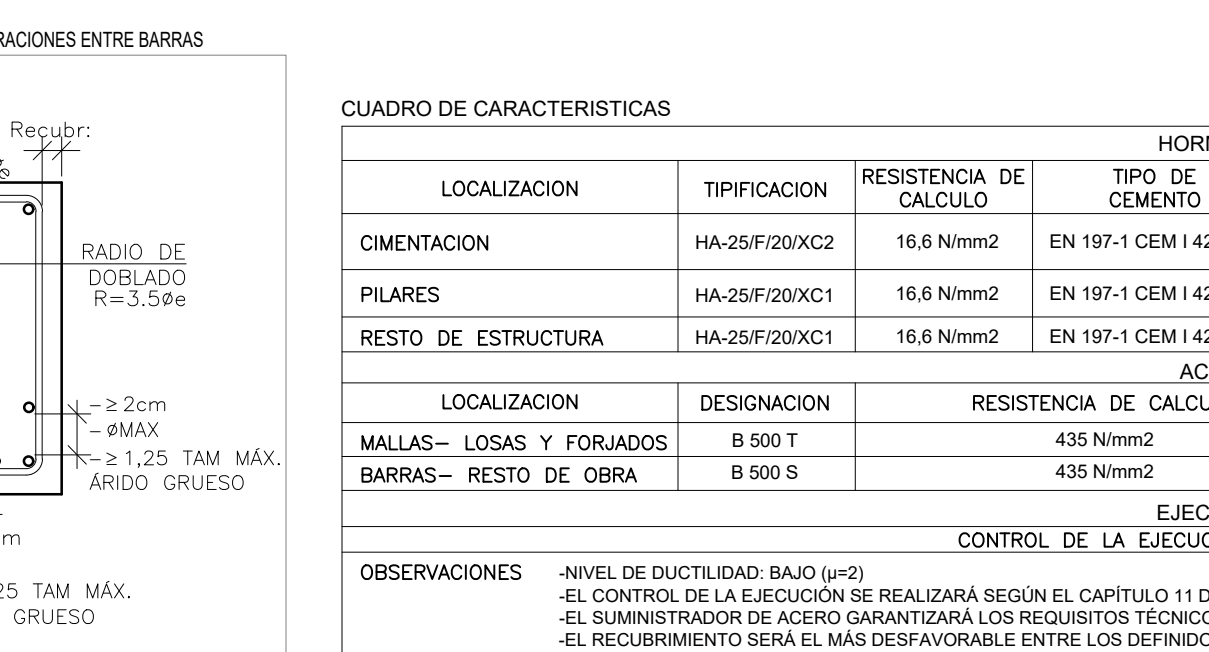 RACIONES ENTRE BARRAS
Recubr:
RADIO DE
DOBLADO
R=3.5øe
-≥2cm
-øMAX
-≥1,25 TAM MÁX.
ÁRIDO GRUESO
m
25 TAM MÁX.
GRUESO
CUADRO DE CARACTERISTICAS
HORN
LOCALIZACION TIPIFICACION RESISTENCIA DE CALCULO TIPO DE CEMENTO
CIMENTACION HA-25/F/20/XC2 16,6 N/mm2 EN 197-1 CEM I 42
PILARES HA-25/F/20/XC1 16,6 N/mm2 EN 197-1 CEM I 42
RESTO DE ESTRUCTURA HA-25/F/20/XC1 16,6 N/mm2 EN 197-1 CEM I 42
AC
LOCALIZACION DESIGNACION RESISTENCIA DE CALCU
MALLAS- LOSAS Y FORJADOS B 500 T 435 N/mm2
BARRAS- RESTO DE OBRA B 500 S 435 N/mm2
EJEC
CONTROL DE LA EJECUC
OBSERVACIONES -NIVEL DE DUCTILIDAD: BAJO (µ=2)
-EL CONTROL DE LA EJECUCIÓN SE REALIZARÁ SEGÚN EL CAPÍTULO 11 D
-EL SUMINISTRADOR DE ACERO GARANTIZARÁ LOS REQUISITOS TÉCNICO
-EL RECUBRIMIENTO SERÁ EL MÁS DESFAVORABLE ENTRE LOS DEFINIDO